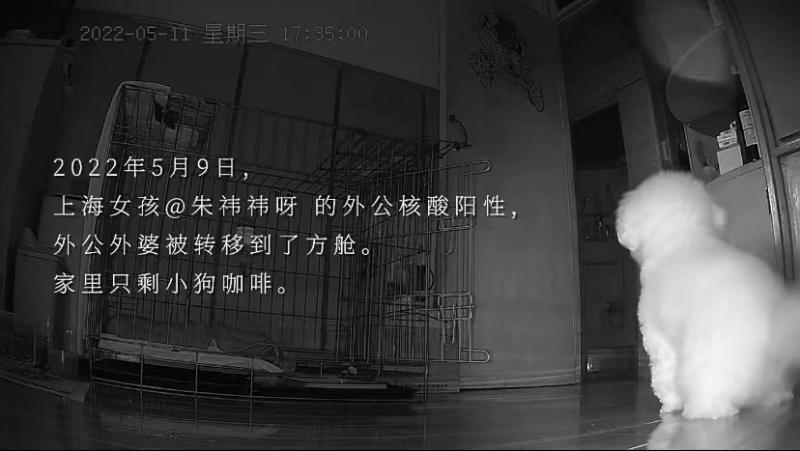 2022-05-11 星期三 17:35:00
2022年5月9日，
上海女孩@朱祎祎呀 的外公核酸阳性，
外公外婆被转移到了方舱。
家里只剩小狗咖啡。